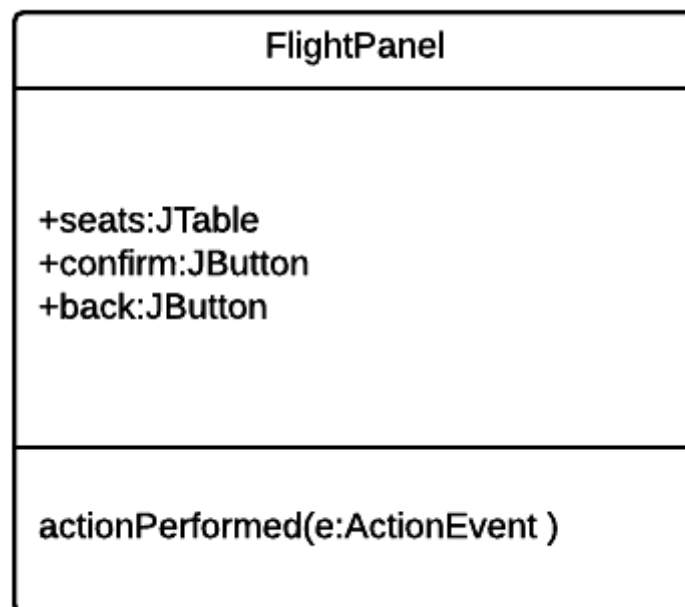 FlightPanel
+seats:JTable
+confirm:JButton
+back:JButton
actionPerformed(e:ActionEvent )